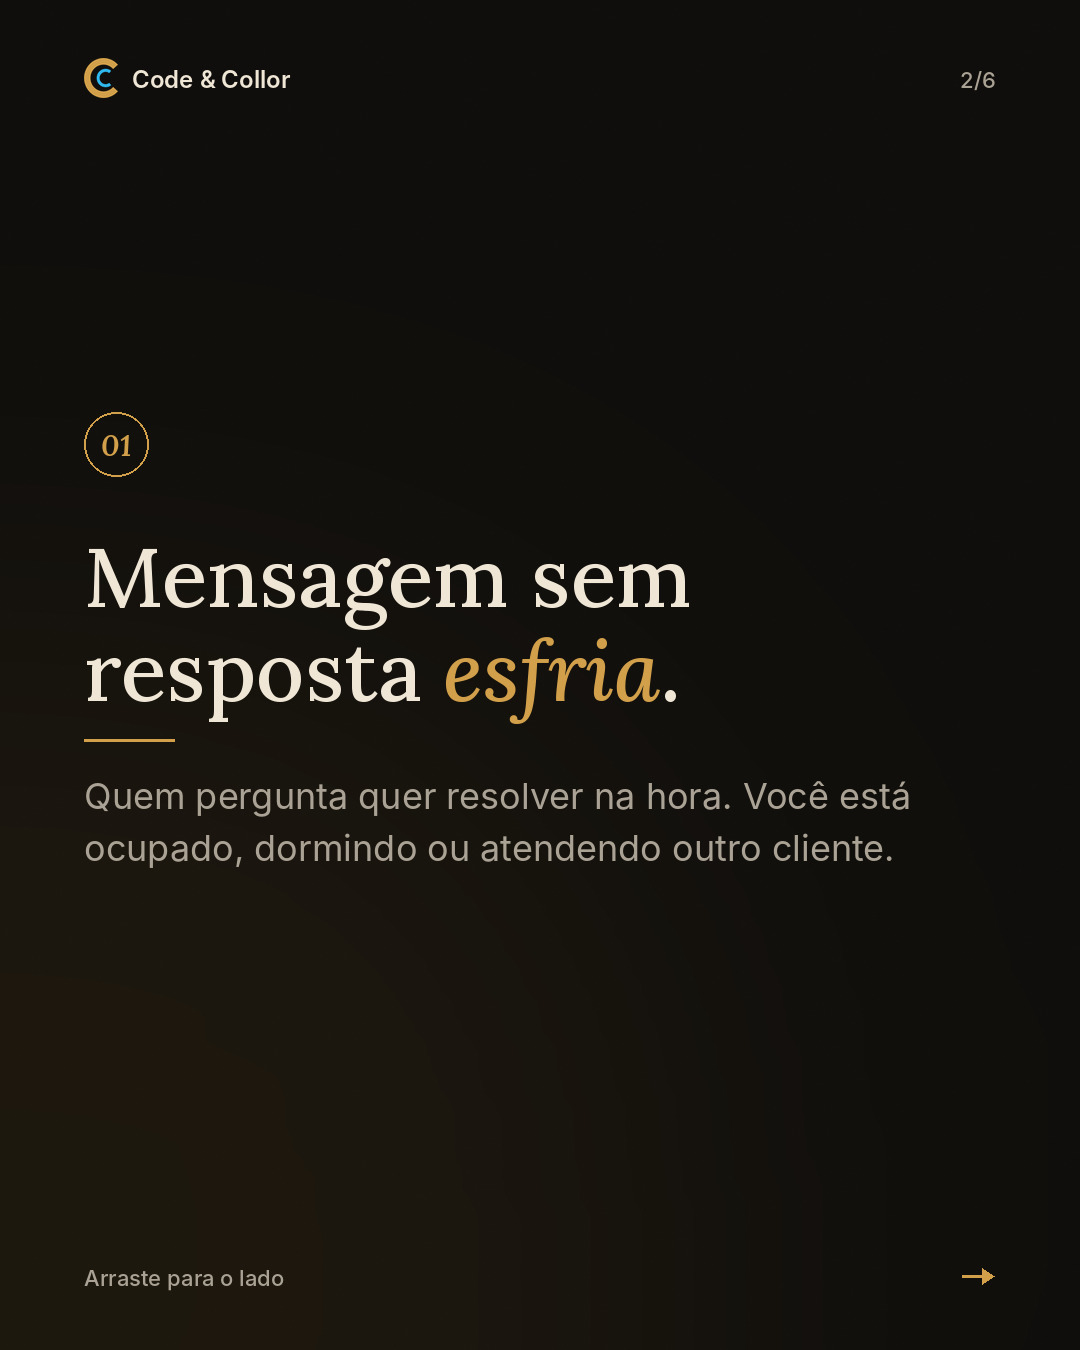 Code & Collor
2/6
01
Mensagem sem
resposta esfria.
Quem pergunta quer resolver na hora. Você está
ocupado, dormindo ou atendendo outro cliente.
Arraste para o lado